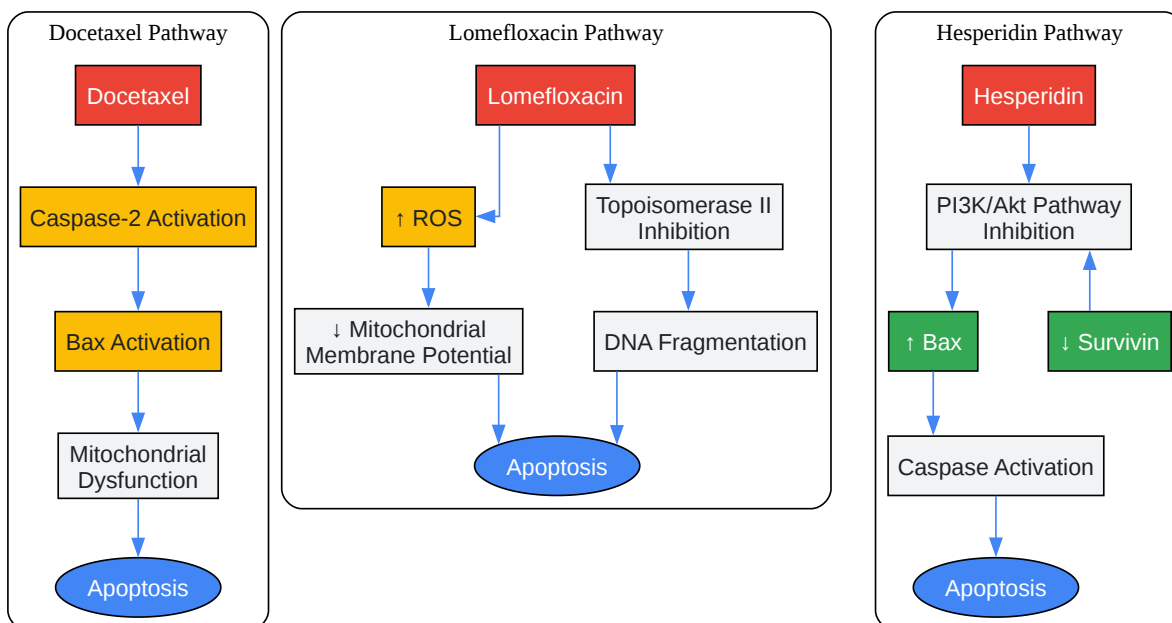 Docetaxel Pathway
Docetaxel
Caspase-2 Activation
Bax Activation
Mitochondrial
Dysfunction
Apoptosis
Lomefloxacin Pathway
Lomefloxacin
↑ ROS
Topoisomerase II
Inhibition
↓ Mitochondrial
Membrane Potential
DNA Fragmentation
Apoptosis
Hesperidin Pathway
Hesperidin
PI3K/Akt Pathway
Inhibition
↑ Bax
↓ Survivin
Caspase Activation
Apoptosis